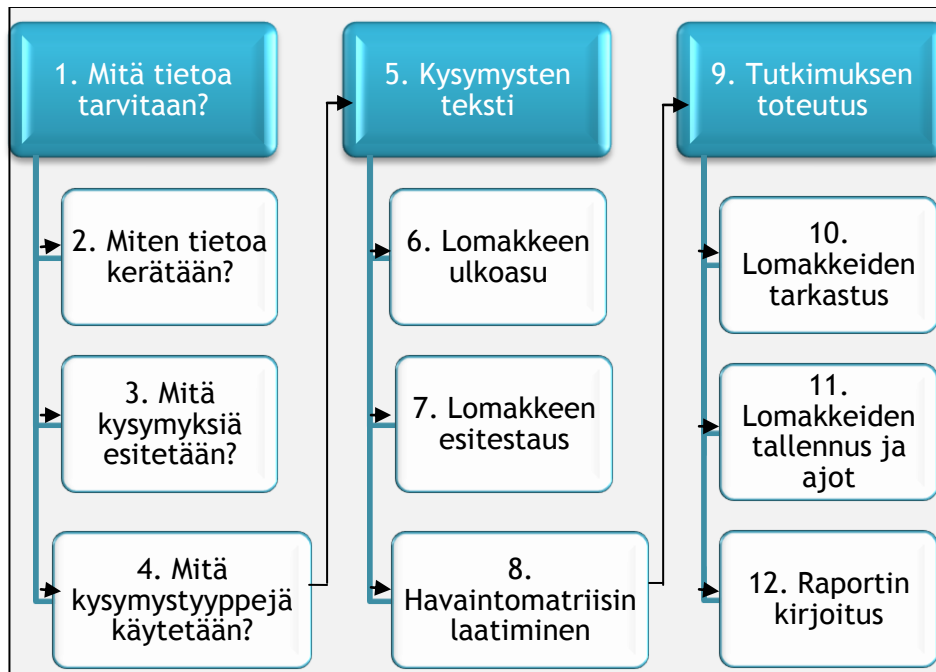 1. Mitä tietoa
tarvitaan?
2. Miten tietoa
kerätään?
3. Mitä
kysymyksiä
esitetään?
4. Mitä
kysymystyyppejä
käytetään?
5. Kysymysten
teksti
6. Lomakkeen
ulkoasu
7. Lomakkeen
esitestaus
8.
Havaintomatriisin
laatiminen
9. Tutkimuksen
toteutus
10.
Lomakkeiden
tarkastus
11.
Lomakkeiden
tallennus ja
ajot
12. Raportin
kirjoitus